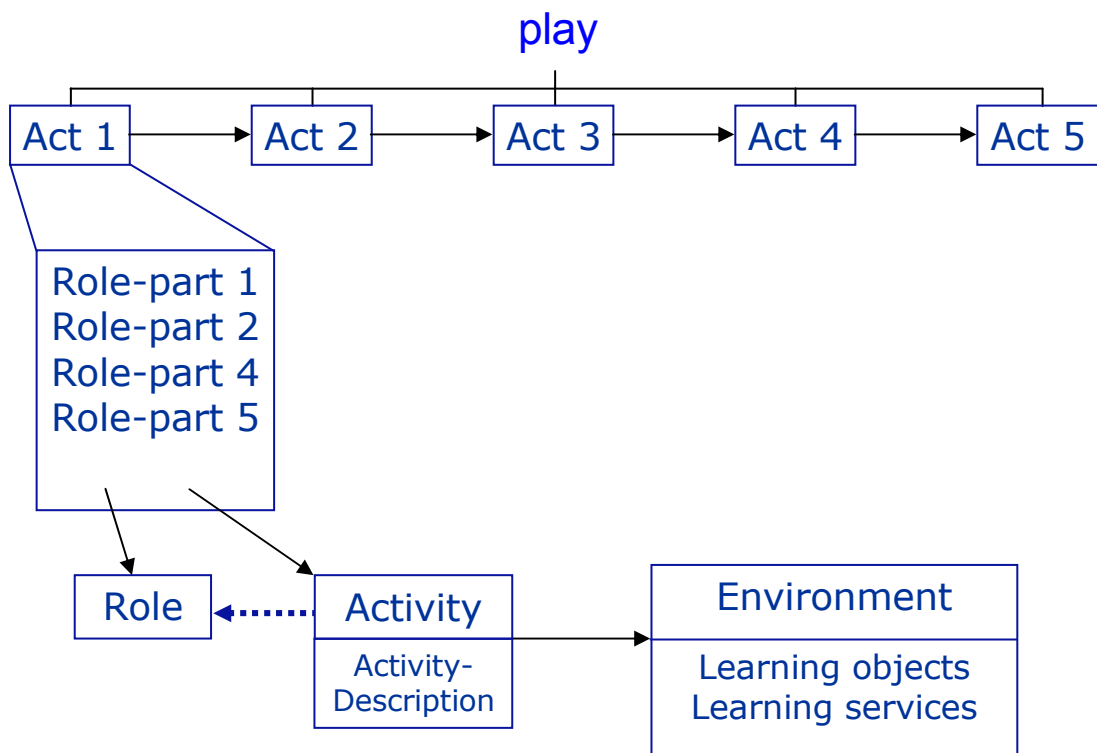 play
Act 1
Act 2
Act 3
Act 4
Act 5
Role-part 1
Role-part 2
Role-part 4
Role-part 5
Role
Activity
Activity-
Description
Environment
Learning objects
Learning services